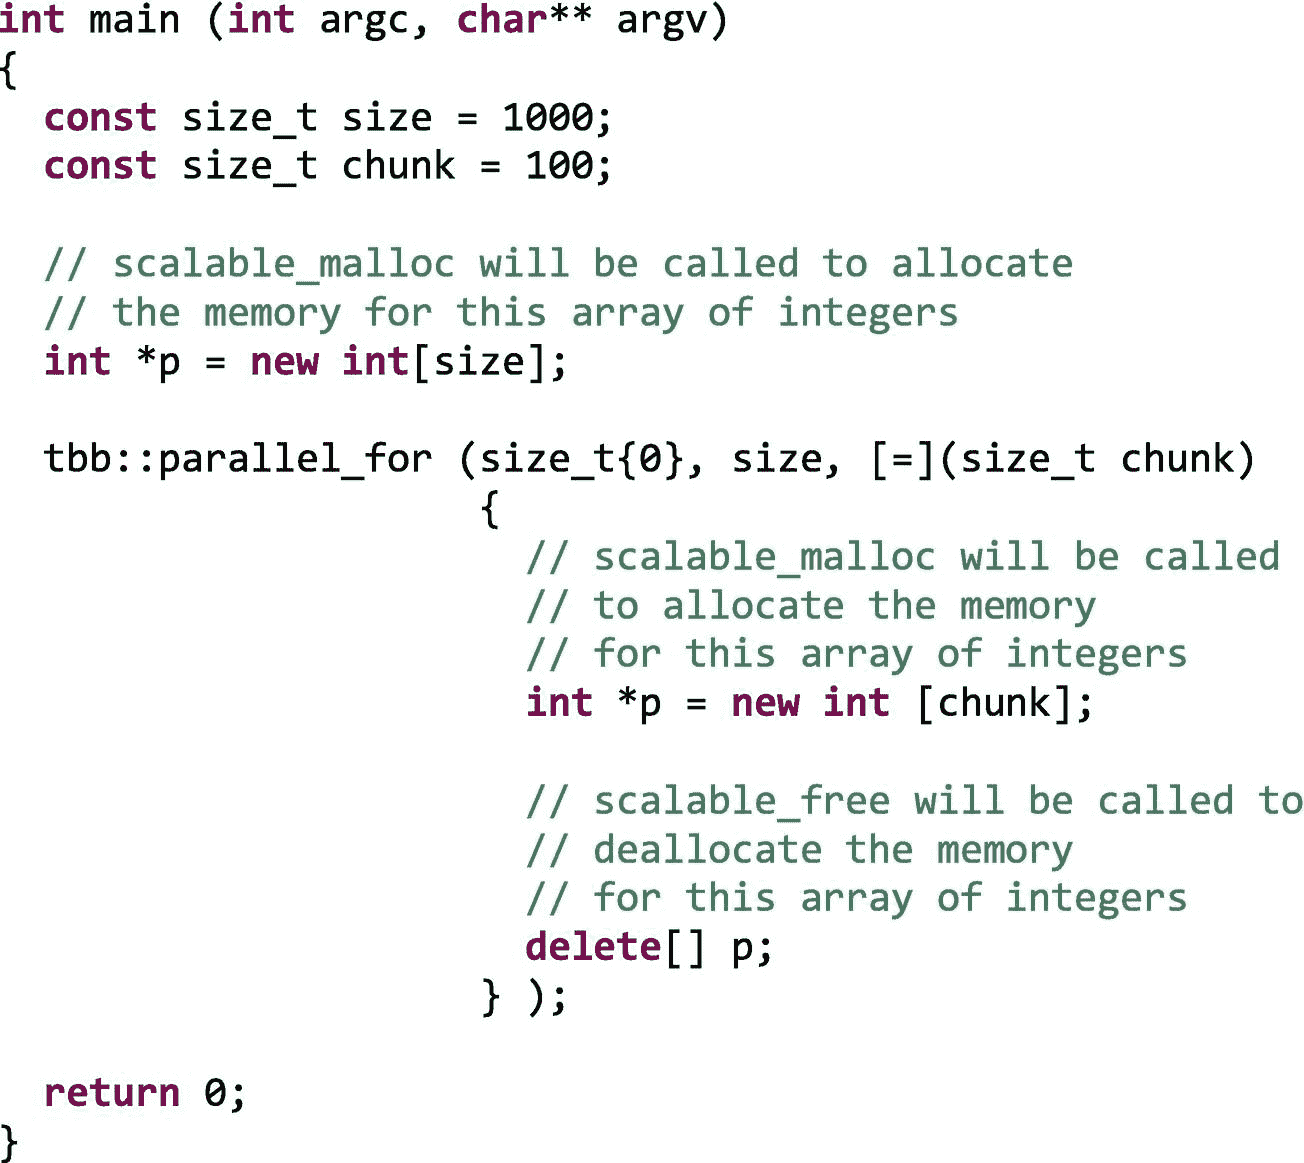 int main (int argc, char** argv)
{
  const size_t size = 1000;
  const size_t chunk = 100;

  // scalable_malloc will be called to allocate
  // the memory for this array of integers
  int *p = new int[size];

  tbb::parallel_for (size_t{0}, size, [=](size_t chunk)
                     {
                       // scalable_malloc will be called
                       // to allocate the memory
                       // for this array of integers
                       int *p = new int [chunk];

                       // scalable_free will be called to
                       // deallocate the memory
                       // for this array of integers
                       delete[] p;
                     } );

  return 0;
}